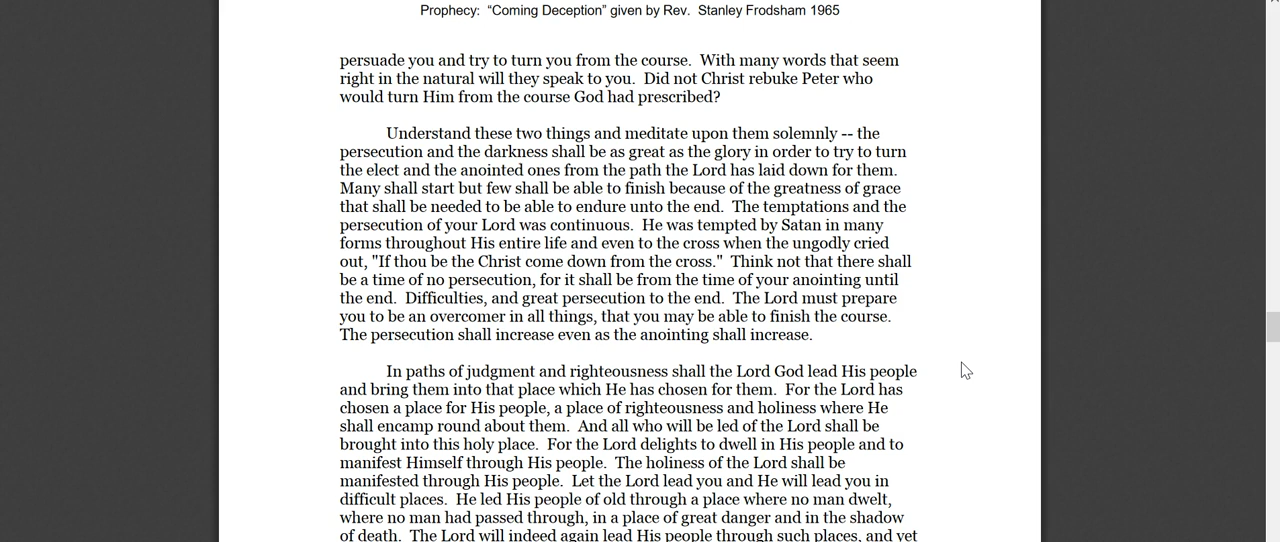 Prophecy: “Coming Deception” given by Rev. Stanley Frodsham 1965
persuade you and try to turn you from the course. With many words that seem
right in the natural will they speak to you. Did not Christ rebuke Peter who
would turn Him from the course God had prescribed?
Understand these two things and meditate upon them solemnly -- the
persecution and the darkness shall be as great as the glory in order to try to turn
the elect and the anointed ones from the path the Lord has laid down for them.
Many shall start but few shall be able to finish because of the greatness of grace
that shall be needed to be able to endure unto the end. The temptations and the
persecution of your Lord was continuous. He was tempted by Satan in many
forms throughout His entire life and even to the cross when the ungodly cried
out, "If thou be the Christ come down from the cross." Think not that there shall
be a time of no persecution, for it shall be from the time of your anointing until
the end. Difficulties, and great persecution to the end. The Lord must prepare
you to be an overcomer in all things, that you may be able to finish the course.
The persecution shall increase even as the anointing shall increase.
In paths of judgment and righteousness shall the Lord God lead His people
and bring them into that place which He has chosen for them. For the Lord has
chosen a place for His people, a place of righteousness and holiness where He
shall encamp round about them. And all who will be led of the Lord shall be
brought into this holy place. For the Lord delights to dwell in His people and to
manifest Himself through His people. The holiness of the Lord shall be
manifested through His people. Let the Lord lead you and He will lead you in
difficult places. He led His people of old through a place where no man dwelt,
where no man had passed through, in a place of great danger and in the shadow
of death. The Lord will indeed again lead His people through such places, and yet